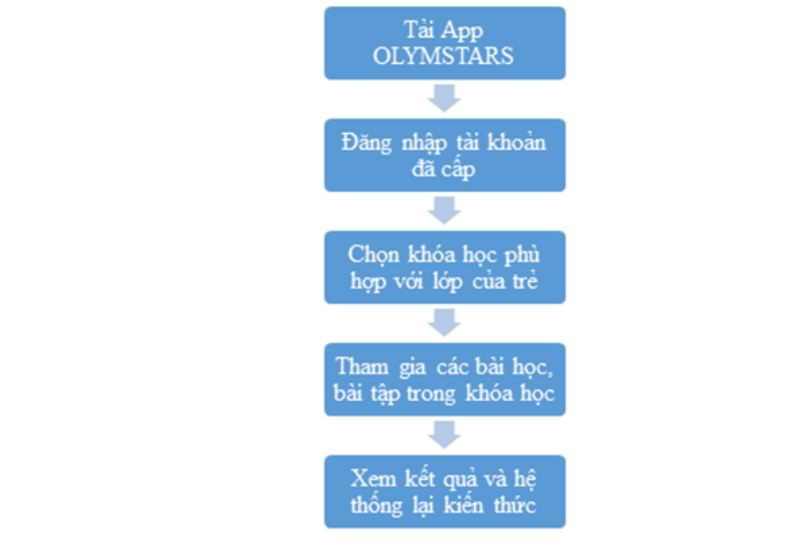 Tải App
OLYMSTARS
Đăng nhập tài khoản
đã cấp
Chọn khóa học phù
hợp với lớp của trẻ
Tham gia các bài học,
bài tập trong khóa học
Xem kết quả và hệ
thống lại kiến thức